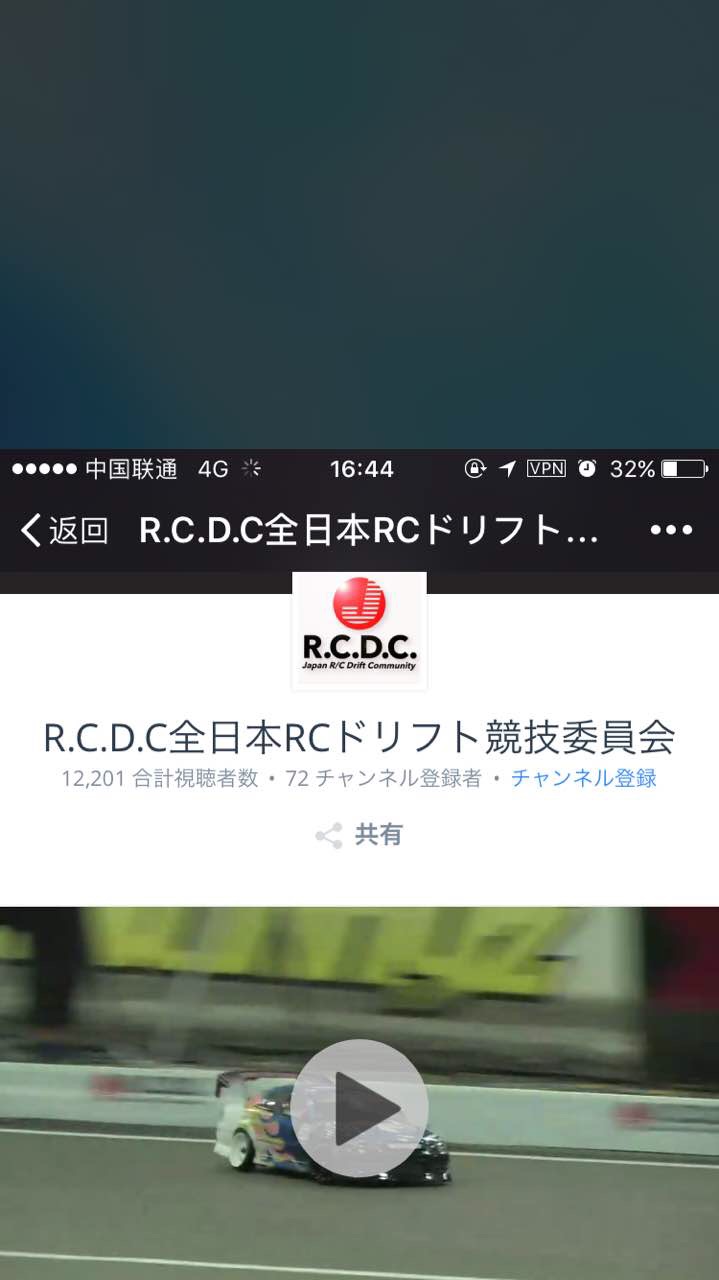 中国联通 4G 16:44 VPN 32%
返回 R.C.D.C全日本RCドリフト...
J
R.C.D.C.
Japan R/C Drift Community
R.C.D.C全日本RCドリフト競技委員会
12,201 合計視聴者数 • 72 チャンネル登録者 • チャンネル登録
共有